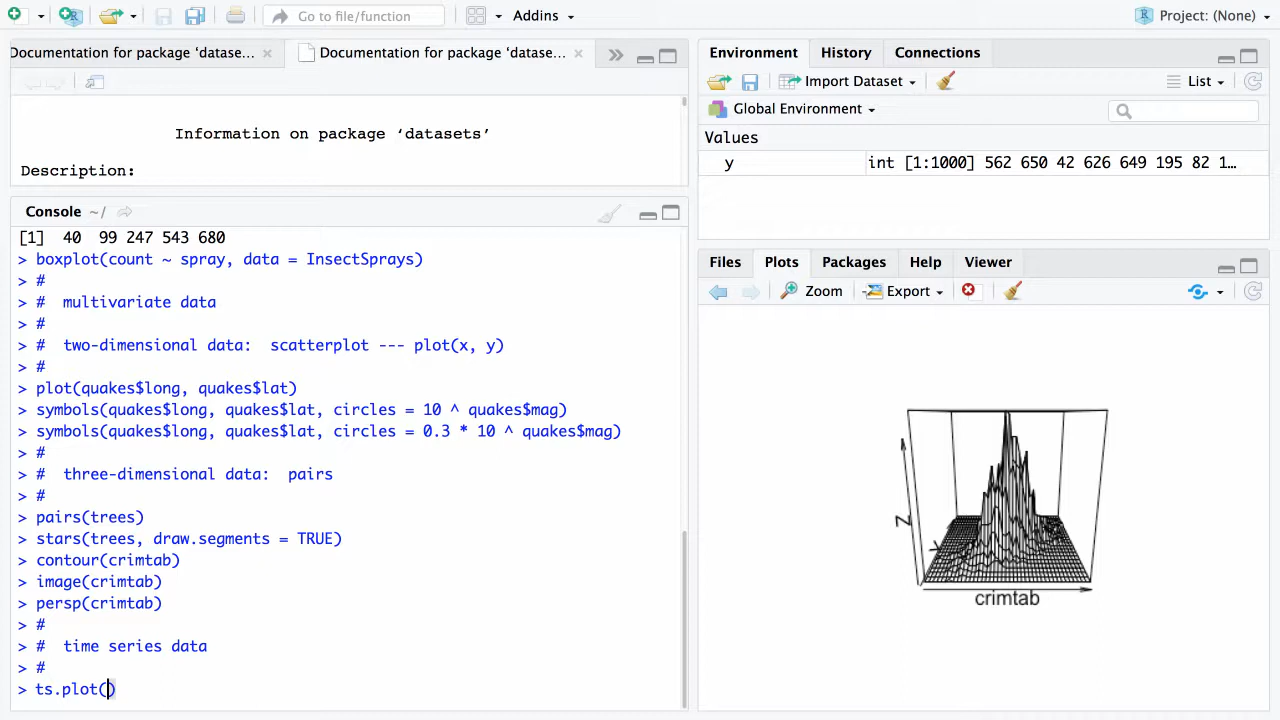 Go to file/function
Addins
Project: (None)
Documentation for package ‘datase...
Documentation for package ‘datase...
Information on package ‘datasets’
Description:
Console ~/
[1]  40  99 247 543 680
> boxplot(count ~ spray, data = InsectSprays)
> #
> #  multivariate data
> #
> #  two-dimensional data:  scatterplot --- plot(x, y)
> #
> plot(quakes$long, quakes$lat)
> symbols(quakes$long, quakes$lat, circles = 10 ^ quakes$mag)
> symbols(quakes$long, quakes$lat, circles = 0.3 * 10 ^ quakes$mag)
> #
> #  three-dimensional data:  pairs
> #
> pairs(trees)
> stars(trees, draw.segments = TRUE)
> contour(crimtab)
> image(crimtab)
> persp(crimtab)
> #
> #  time series data
> #
> ts.plot()
Environment History Connections
Import Dataset List
Global Environment
Values
y int [1:1000] 562 650 42 626 649 195 82 1…
Files Plots Packages Help Viewer
Zoom Export
Z
Y
crimtab